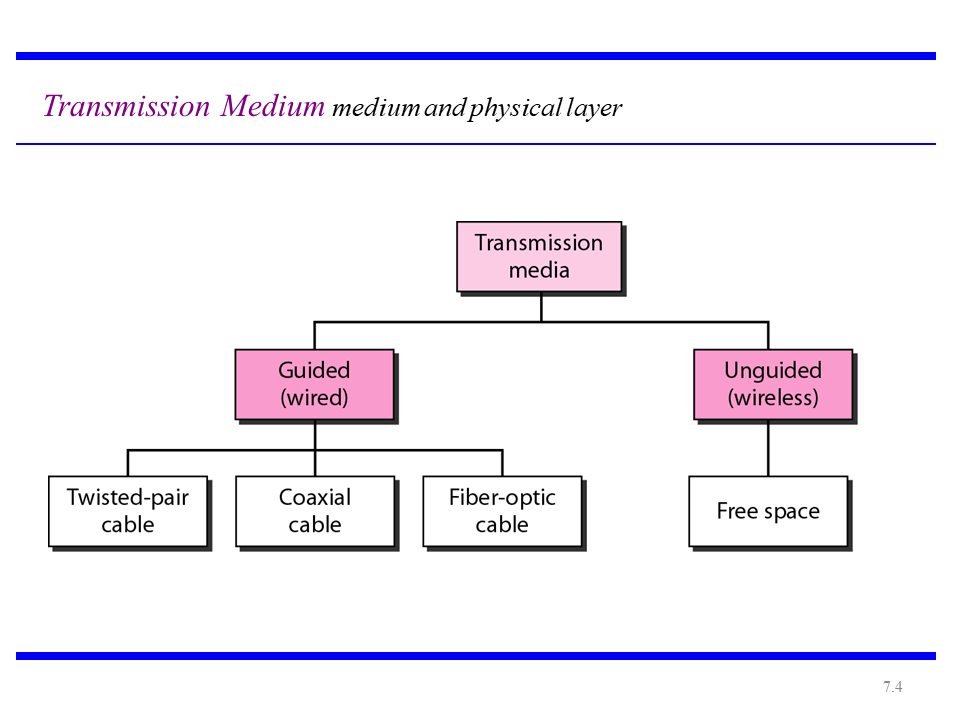 Transmission Medium medium and physical layer
Transmission
media
Guided
(wired)
Unguided
(wireless)
Twisted-pair
cable
Coaxial
cable
Fiber-optic
cable
Free space
7.4